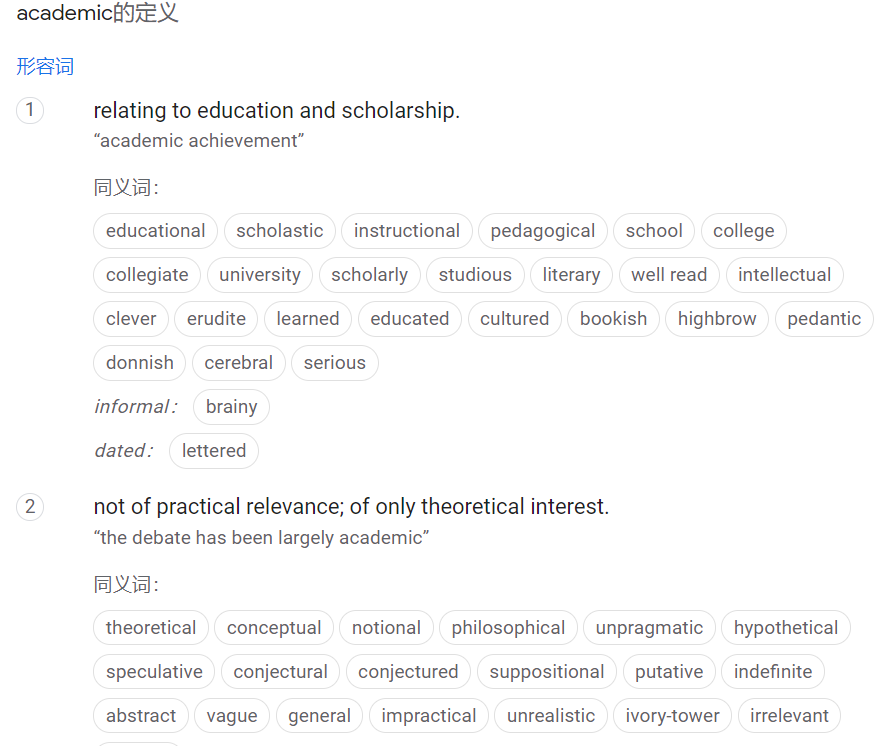 academic的定义
形容词
1 relating to education and scholarship.
“academic achievement”
同义词：
educational scholastic instructional pedagogical school college
collegiate university scholarly studious literary well read intellectual
clever erudite learned educated cultured bookish highbrow pedantic
donnish cerebral serious
informal： brainy
dated： lettered
2 not of practical relevance; of only theoretical interest.
“the debate has been largely academic”
同义词：
theoretical conceptual notional philosophical unpragmatic hypothetical
speculative conjectural conjectured suppositional putative indefinite
abstract vague general impractical unrealistic ivory-tower irrelevant